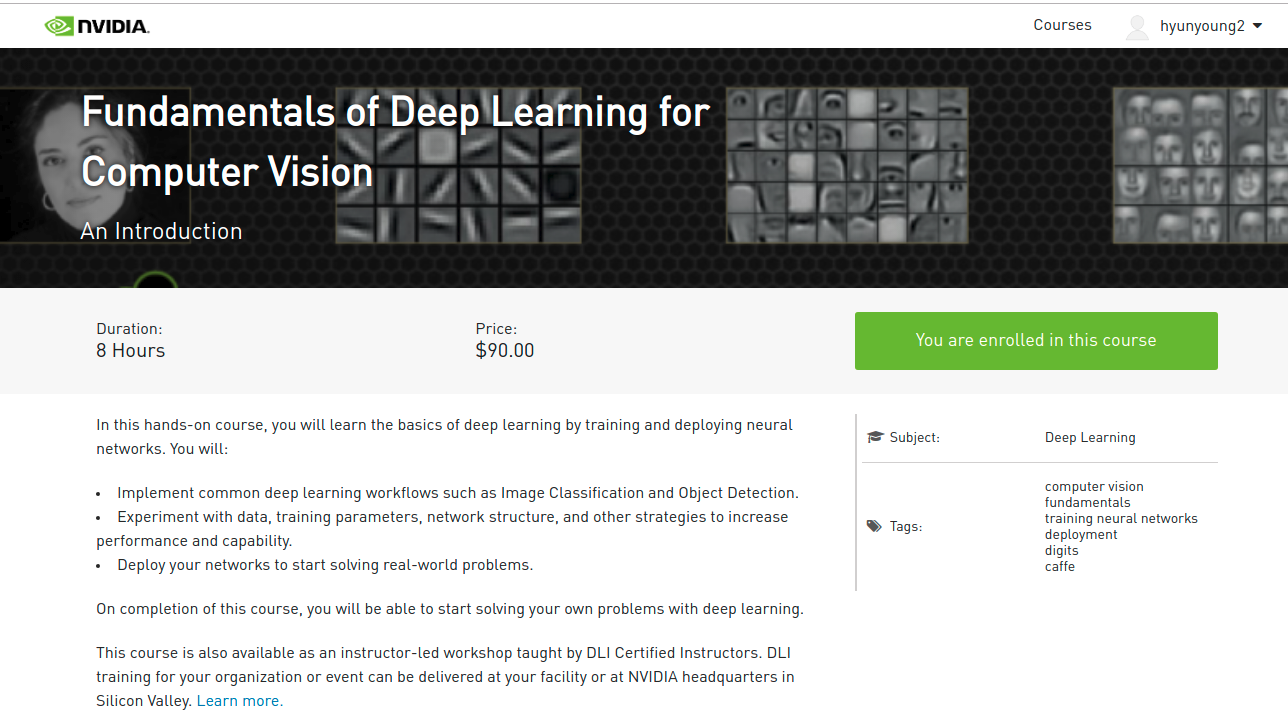 NVIDIA.
Courses
hyunyoung2
Fundamentals of Deep Learning for
Computer Vision
An Introduction
Duration:
8 Hours
Price:
$90.00
You are enrolled in this course
In this hands-on course, you will learn the basics of deep learning by training and deploying neural
networks. You will:
• Implement common deep learning workflows such as Image Classification and Object Detection.
• Experiment with data, training parameters, network structure, and other strategies to increase
performance and capability.
• Deploy your networks to start solving real-world problems.
On completion of this course, you will be able to start solving your own problems with deep learning.
This course is also available as an instructor-led workshop taught by DLI Certified Instructors. DLI
training for your organization or event can be delivered at your facility or at NVIDIA headquarters in
Silicon Valley. Learn more.
Subject:
Deep Learning
Tags:
computer vision
fundamentals
training neural networks
deployment
digits
caffe